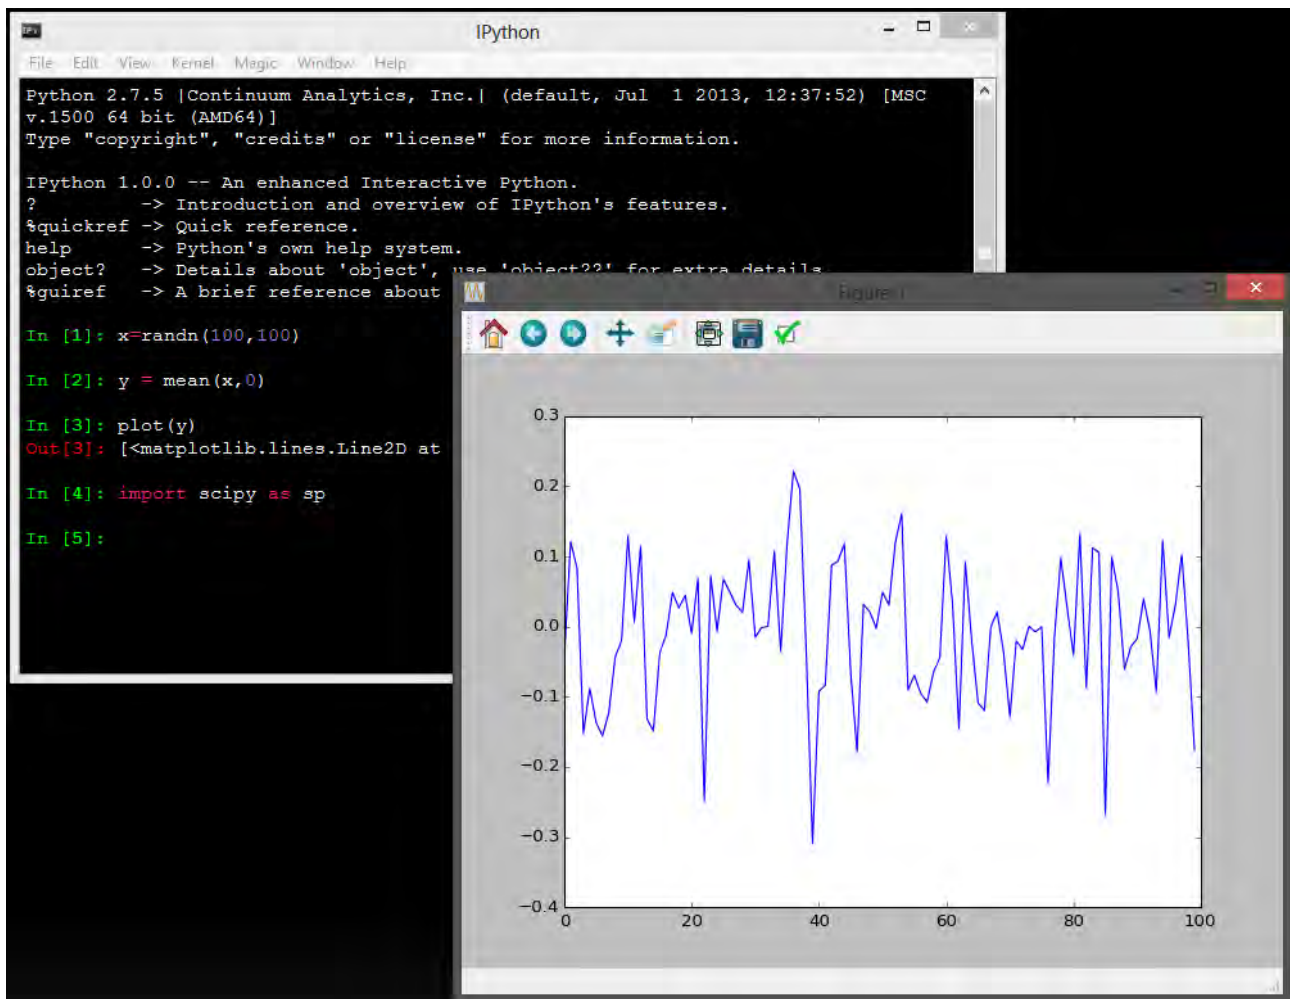 IPython
File Edit View Kernel Magic Window Help
Python 2.7.5 |Continuum Analytics, Inc.| (default, Jul  1 2013, 12:37:52) [MSC
v.1500 64 bit (AMD64)]
Type "copyright", "credits" or "license" for more information.
IPython 1.0.0 -- An enhanced Interactive Python.
?         -> Introduction and overview of IPython's features.
%quickref -> Quick reference.
help      -> Python's own help system.
object?   -> Details about 'object', use 'object??' for extra details
%guiref   -> A brief reference about
In [1]: x=randn(100,100)
In [2]: y = mean(x,0)
In [3]: plot(y)
Out[3]: [<matplotlib.lines.Line2D at
In [4]: import scipy as sp
In [5]:
Figure 1
0.3
0.2
0.1
0.0
−0.1
−0.2
−0.3
−0.4
0 20 40 60 80 100